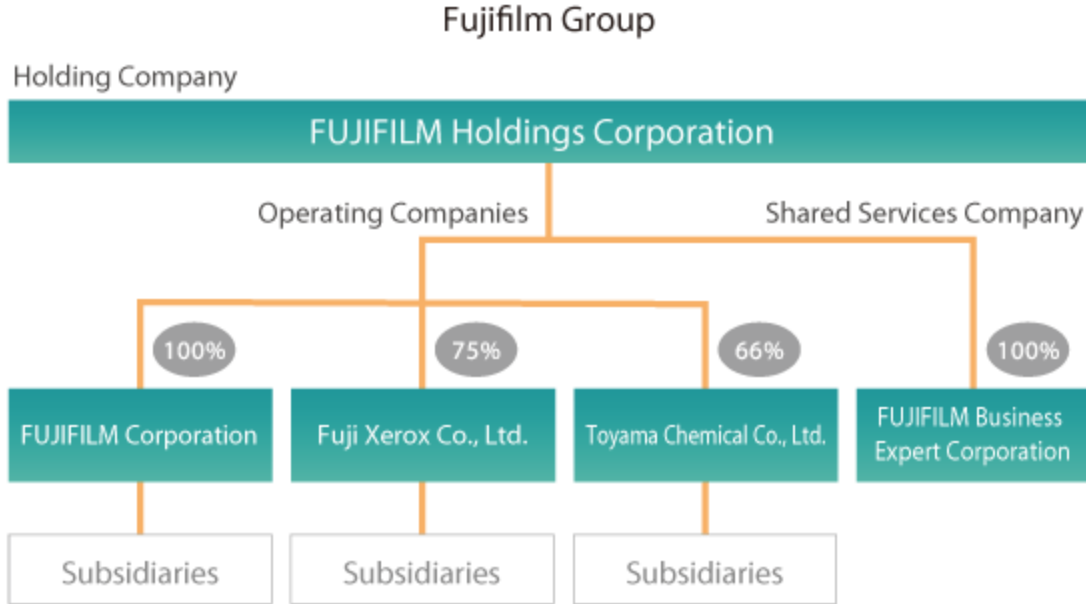 Fujifilm Group
Holding Company
FUJIFILM Holdings Corporation
Operating Companies
Shared Services Company
100%
75%
66%
100%
FUJIFILM Corporation
Fuji Xerox Co., Ltd.
Toyama Chemical Co., Ltd.
FUJIFILM Business
Expert Corporation
Subsidiaries
Subsidiaries
Subsidiaries